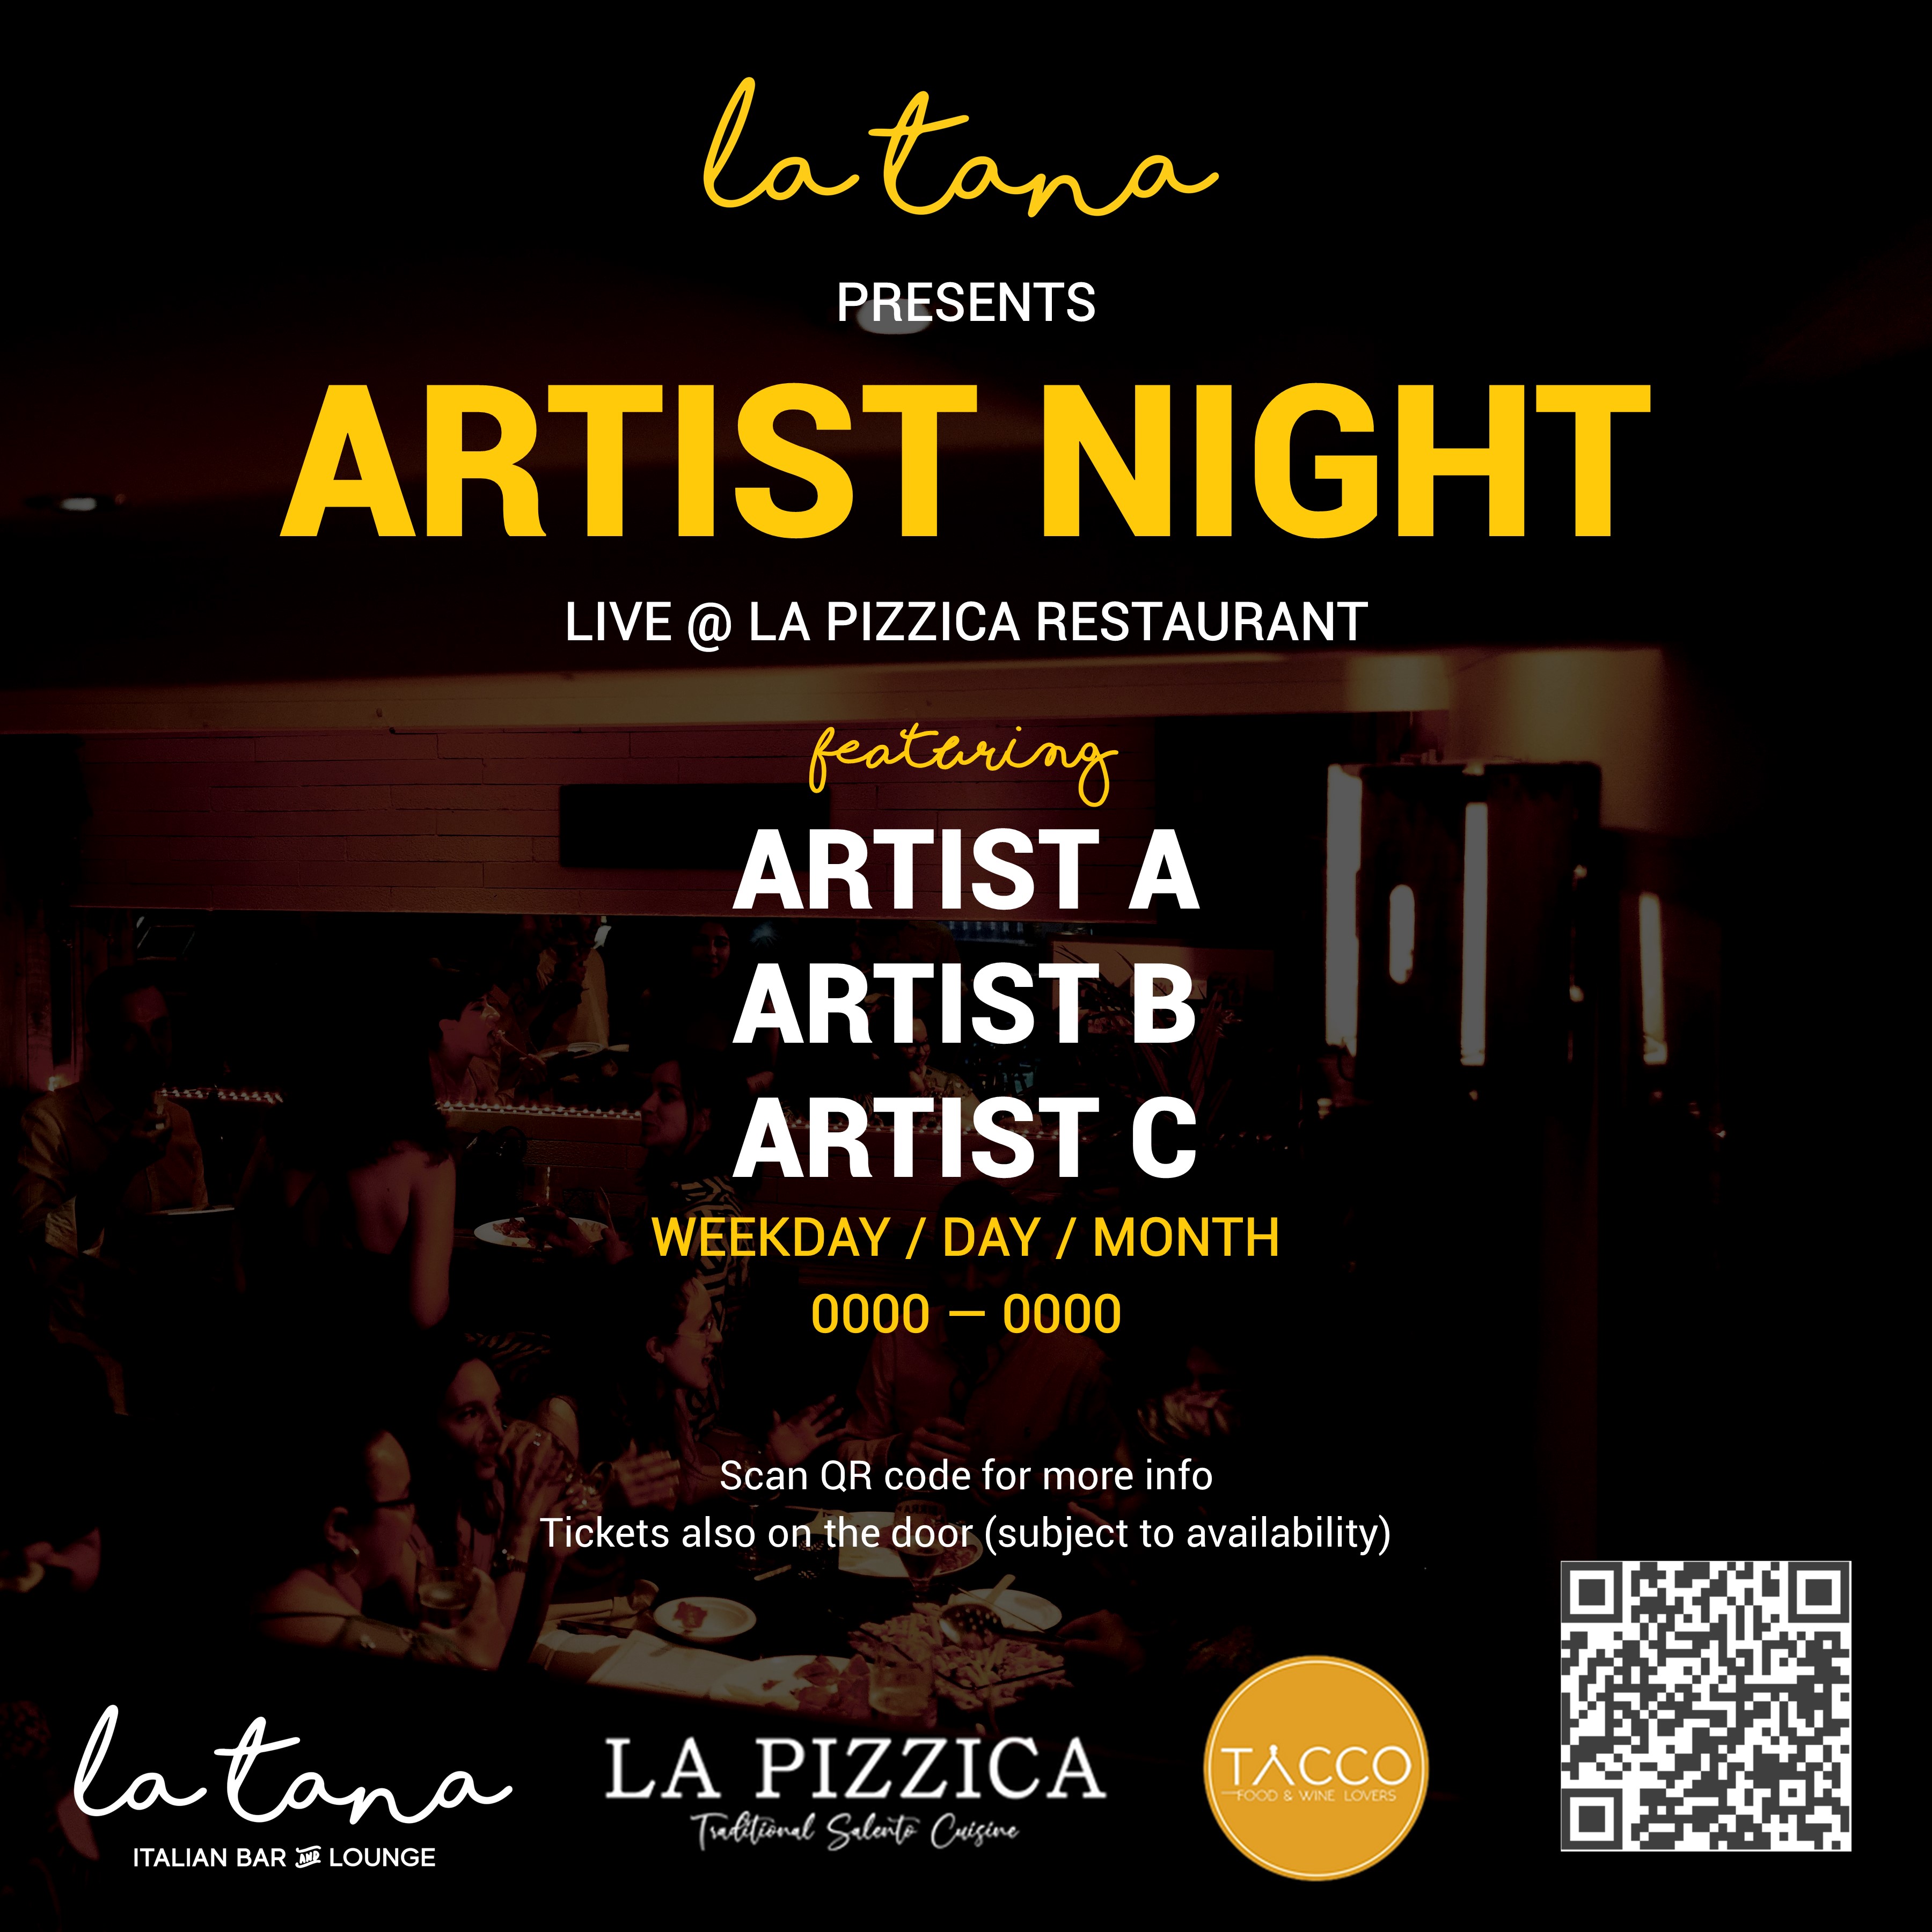 la tana
PRESENTS
ARTIST NIGHT
LIVE @ LA PIZZICA RESTAURANT
featuring
ARTIST A
ARTIST B
ARTIST C
WEEKDAY / DAY / MONTH
0000 — 0000
Scan QR code for more info
Tickets also on the door (subject to availability)
la tana
ITALIAN BAR AND LOUNGE
LA PIZZICA
Traditional Salento Cuisine
TACCO
FOOD & WINE LOVERS